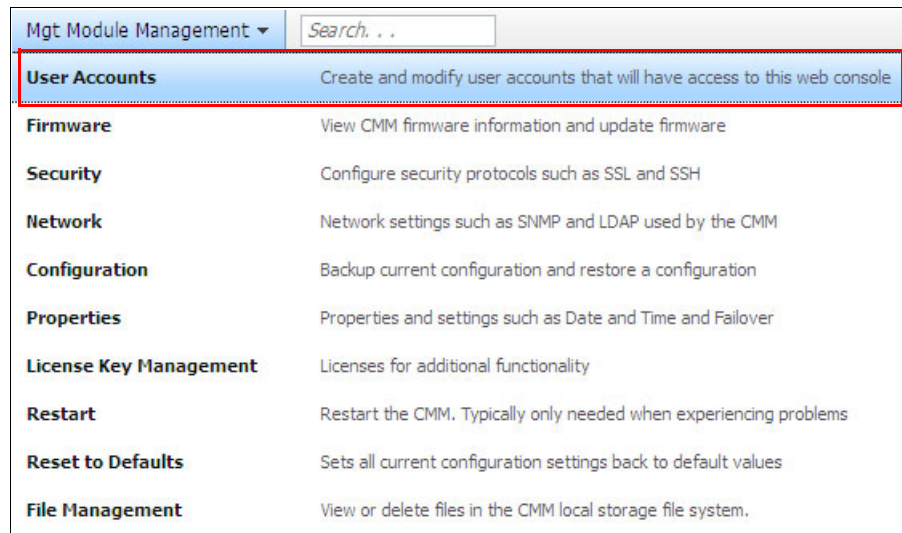 Mgt Module Management Search. . .
User Accounts Create and modify user accounts that will have access to this web console
Firmware View CMM firmware information and update firmware
Security Configure security protocols such as SSL and SSH
Network Network settings such as SNMP and LDAP used by the CMM
Configuration Backup current configuration and restore a configuration
Properties Properties and settings such as Date and Time and Failover
License Key Management Licenses for additional functionality
Restart Restart the CMM. Typically only needed when experiencing problems
Reset to Defaults Sets all current configuration settings back to default values
File Management View or delete files in the CMM local storage file system.